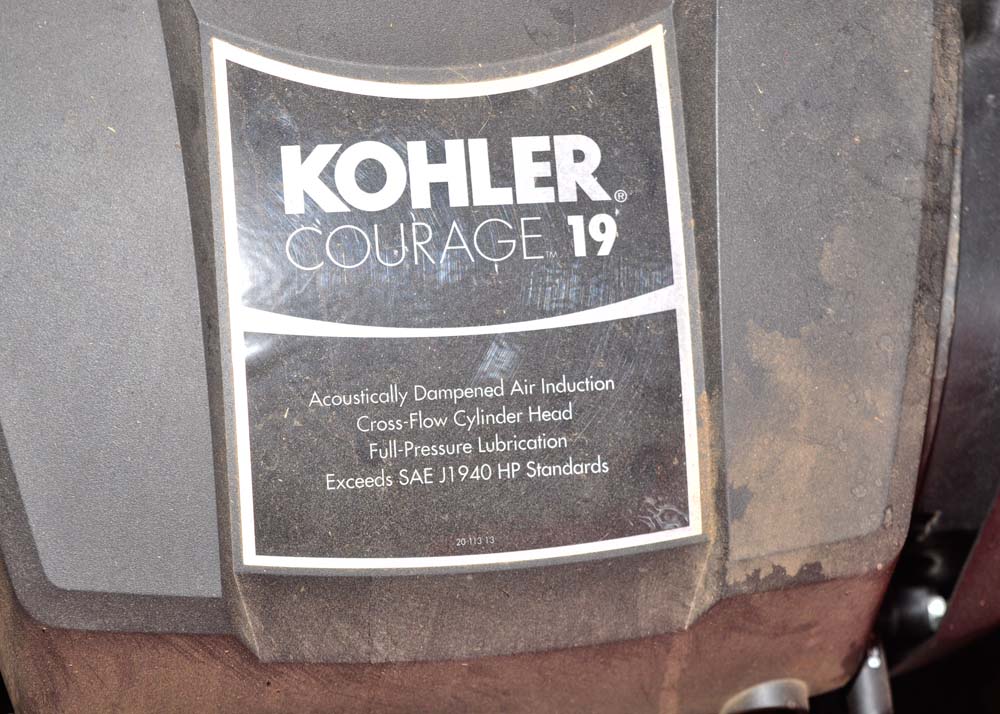 KOHLER®
COURAGE™ 19
Acoustically Dampened Air Induction
Cross-Flow Cylinder Head
Full-Pressure Lubrication
Exceeds SAE J1940 HP Standards
20 113 13